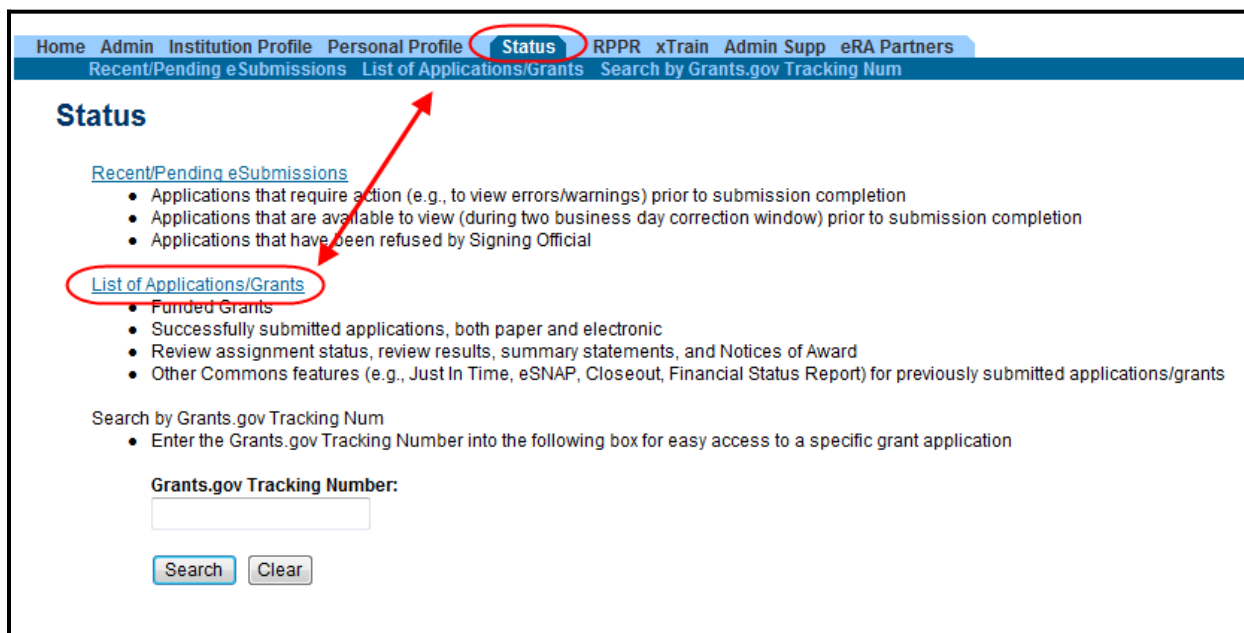 Home Admin Institution Profile Personal Profile Status RPPR xTrain Admin Supp eRA Partners
Recent/Pending eSubmissions List of Applications/Grants Search by Grants.gov Tracking Num
Status
Recent/Pending eSubmissions
• Applications that require action (e.g., to view errors/warnings) prior to submission completion
• Applications that are available to view (during two business day correction window) prior to submission completion
• Applications that have been refused by Signing Official
List of Applications/Grants
• Funded Grants
• Successfully submitted applications, both paper and electronic
• Review assignment status, review results, summary statements, and Notices of Award
• Other Commons features (e.g., Just In Time, eSNAP, Closeout, Financial Status Report) for previously submitted applications/grants
Search by Grants.gov Tracking Num
• Enter the Grants.gov Tracking Number into the following box for easy access to a specific grant application
Grants.gov Tracking Number:
Search Clear